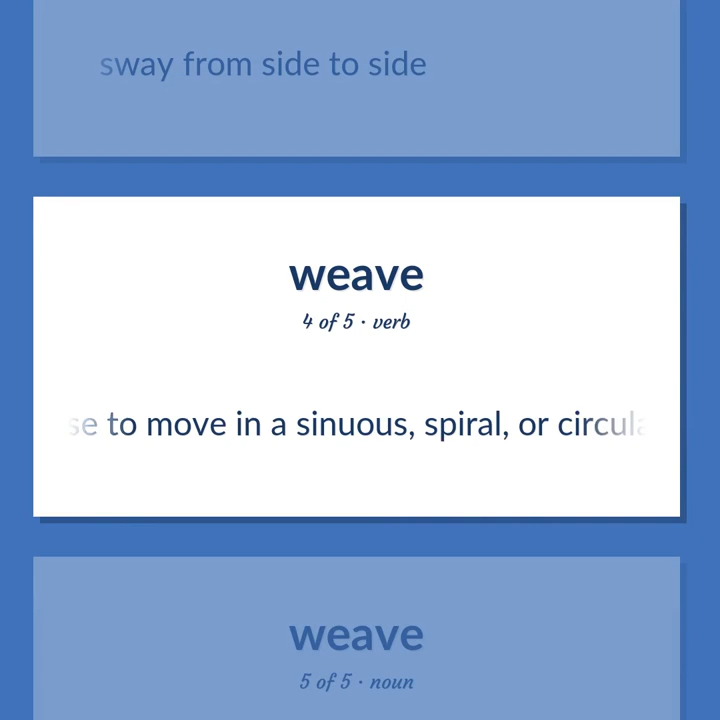 sway from side to side
weave
4 of 5 · verb
se to move in a sinuous, spiral, or circula
weave
5 of 5 · noun